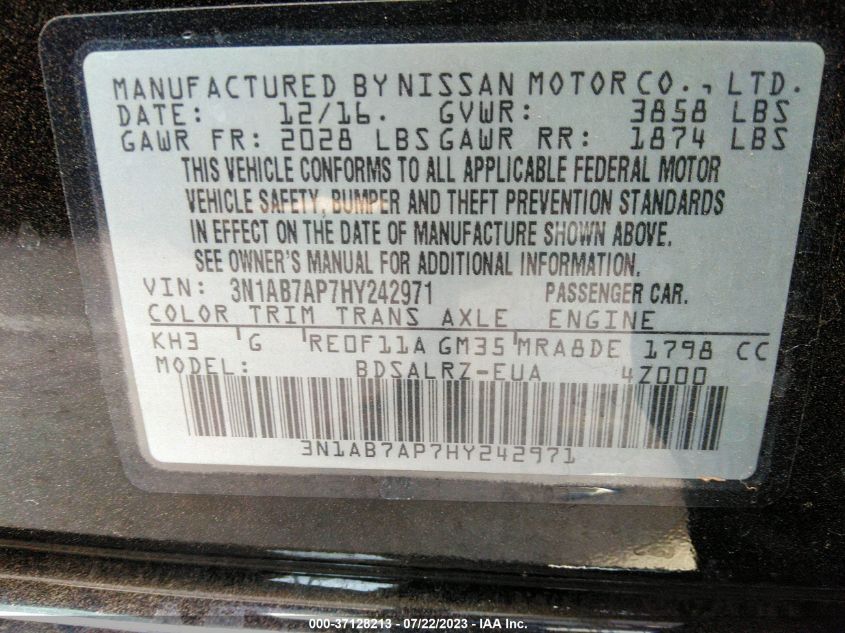 MANUFACTURED BY NISSAN MOTOR CO., LTD.
DATE: 12/16. GVWR: 3858 LBS
GAWR FR: 2028 LBS GAWR RR: 1874 LBS
THIS VEHICLE CONFORMS TO ALL APPLICABLE FEDERAL MOTOR
VEHICLE SAFETY, BUMPER AND THEFT PREVENTION STANDARDS
IN EFFECT ON THE DATE OF MANUFACTURE SHOWN ABOVE.
SEE OWNER'S MANUAL FOR ADDITIONAL INFORMATION.
VIN: 3N1AB7AP7HY242971 PASSENGER CAR.
COLOR TRIM TRANS AXLE ENGINE
KH3 G RE0F11A GM35 MRA8DE 1798 CC
MODEL: BDSALRZ-EUA 4Z000
3N1AB7AP7HY242971
000-37128213 - 07/22/2023 - IAA Inc.